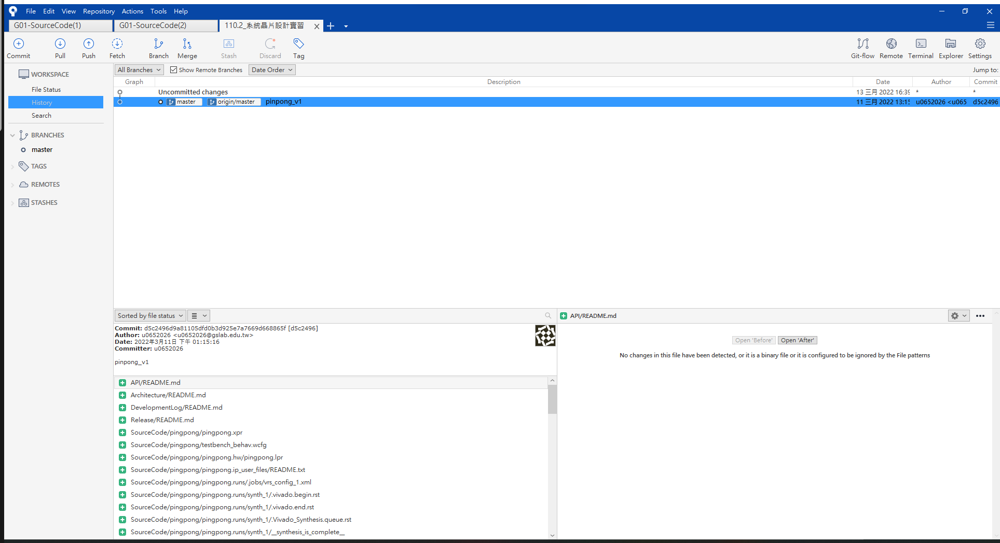 File Edit View Repository Actions Tools Help
G01-SourceCode(1) G01-SourceCode(2) 110.2_系統晶片設計實習
Commit Pull Push Fetch Branch Merge Stash Discard Tag Git-flow Remote Terminal Explorer Settings
WORKSPACE
File Status
History
Search
BRANCHES
master
TAGS
REMOTES
STASHES
All Branches Show Remote Branches Date Order Jump to:
Graph Description Date Author Commit
Uncommitted changes 13 三月 2022 16:39 * *
master origin/master pinpong_v1 11 三月 2022 13:15 u0652026 <u065 d5c2496
Sorted by file status
Commit: d5c2496d9a81105dfd0b3d925e7a7669d668865f [d5c2496]
Author: u0652026 <u0652026@gslab.edu.tw>
Date: 2022年3月11日 下午 01:15:16
Committer: u0652026
pinpong_v1
API/README.md
Architecture/README.md
DevelopmentLog/README.md
Release/README.md
SourceCode/pingpong/pingpong.xpr
SourceCode/pingpong/testbench_behav.wcfg
SourceCode/pingpong/pingpong.hw/pingpong.lpr
SourceCode/pingpong/pingpong.ip_user_files/README.txt
SourceCode/pingpong/pingpong.runs/.jobs/vrs_config_1.xml
SourceCode/pingpong/pingpong.runs/synth_1/.vivado.begin.rst
SourceCode/pingpong/pingpong.runs/synth_1/.vivado.end.rst
SourceCode/pingpong/pingpong.runs/synth_1/.Vivado_Synthesis.queue.rst
SourceCode/pingpong/pingpong.runs/synth_1/__synthesis_is_complete__
API/README.md
Open 'Before' Open 'After'
No changes in this file have been detected, or it is a binary file or it is configured to be ignored by the File patterns